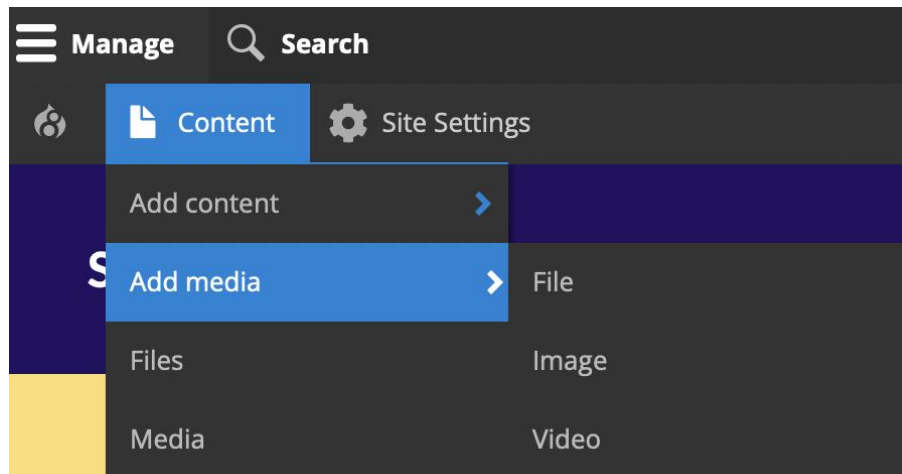 Manage Search
Content Site Settings
Add content
S
Add media File
Files Image
Media Video